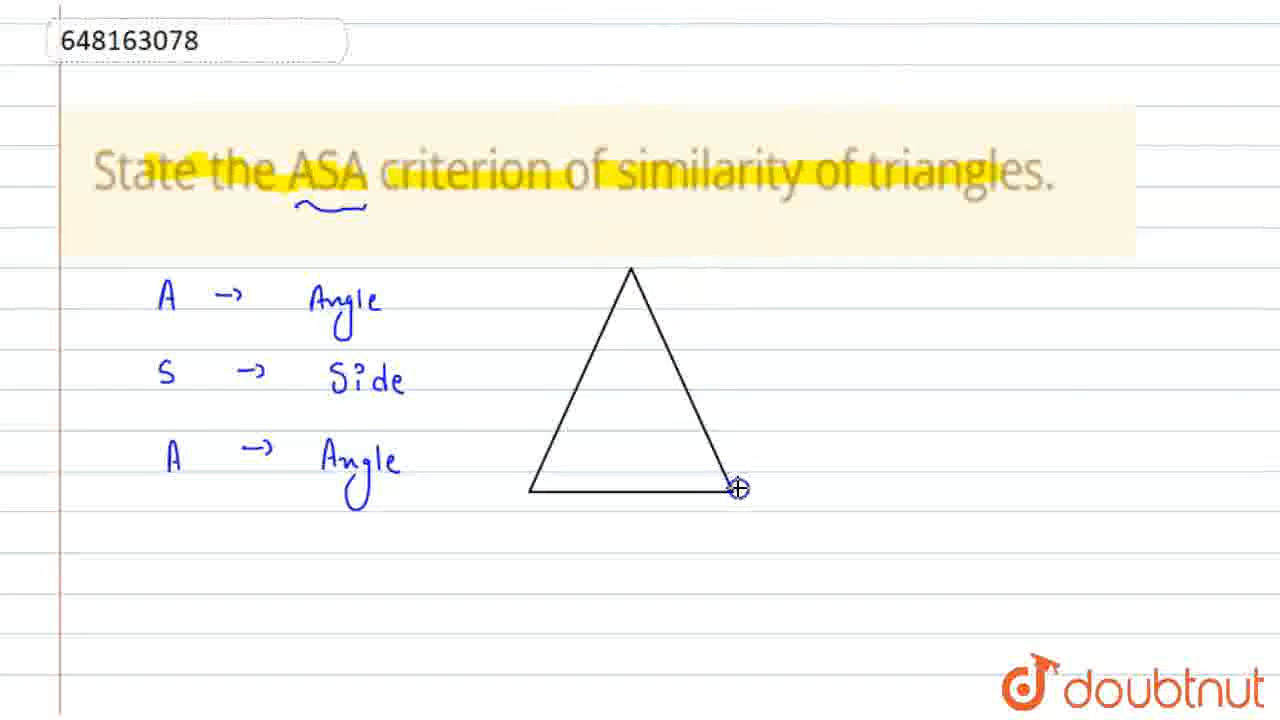 648163078
State the ASA criterion of similarity of triangles.
A → Angle
S → Side
A → Angle
doubtnut